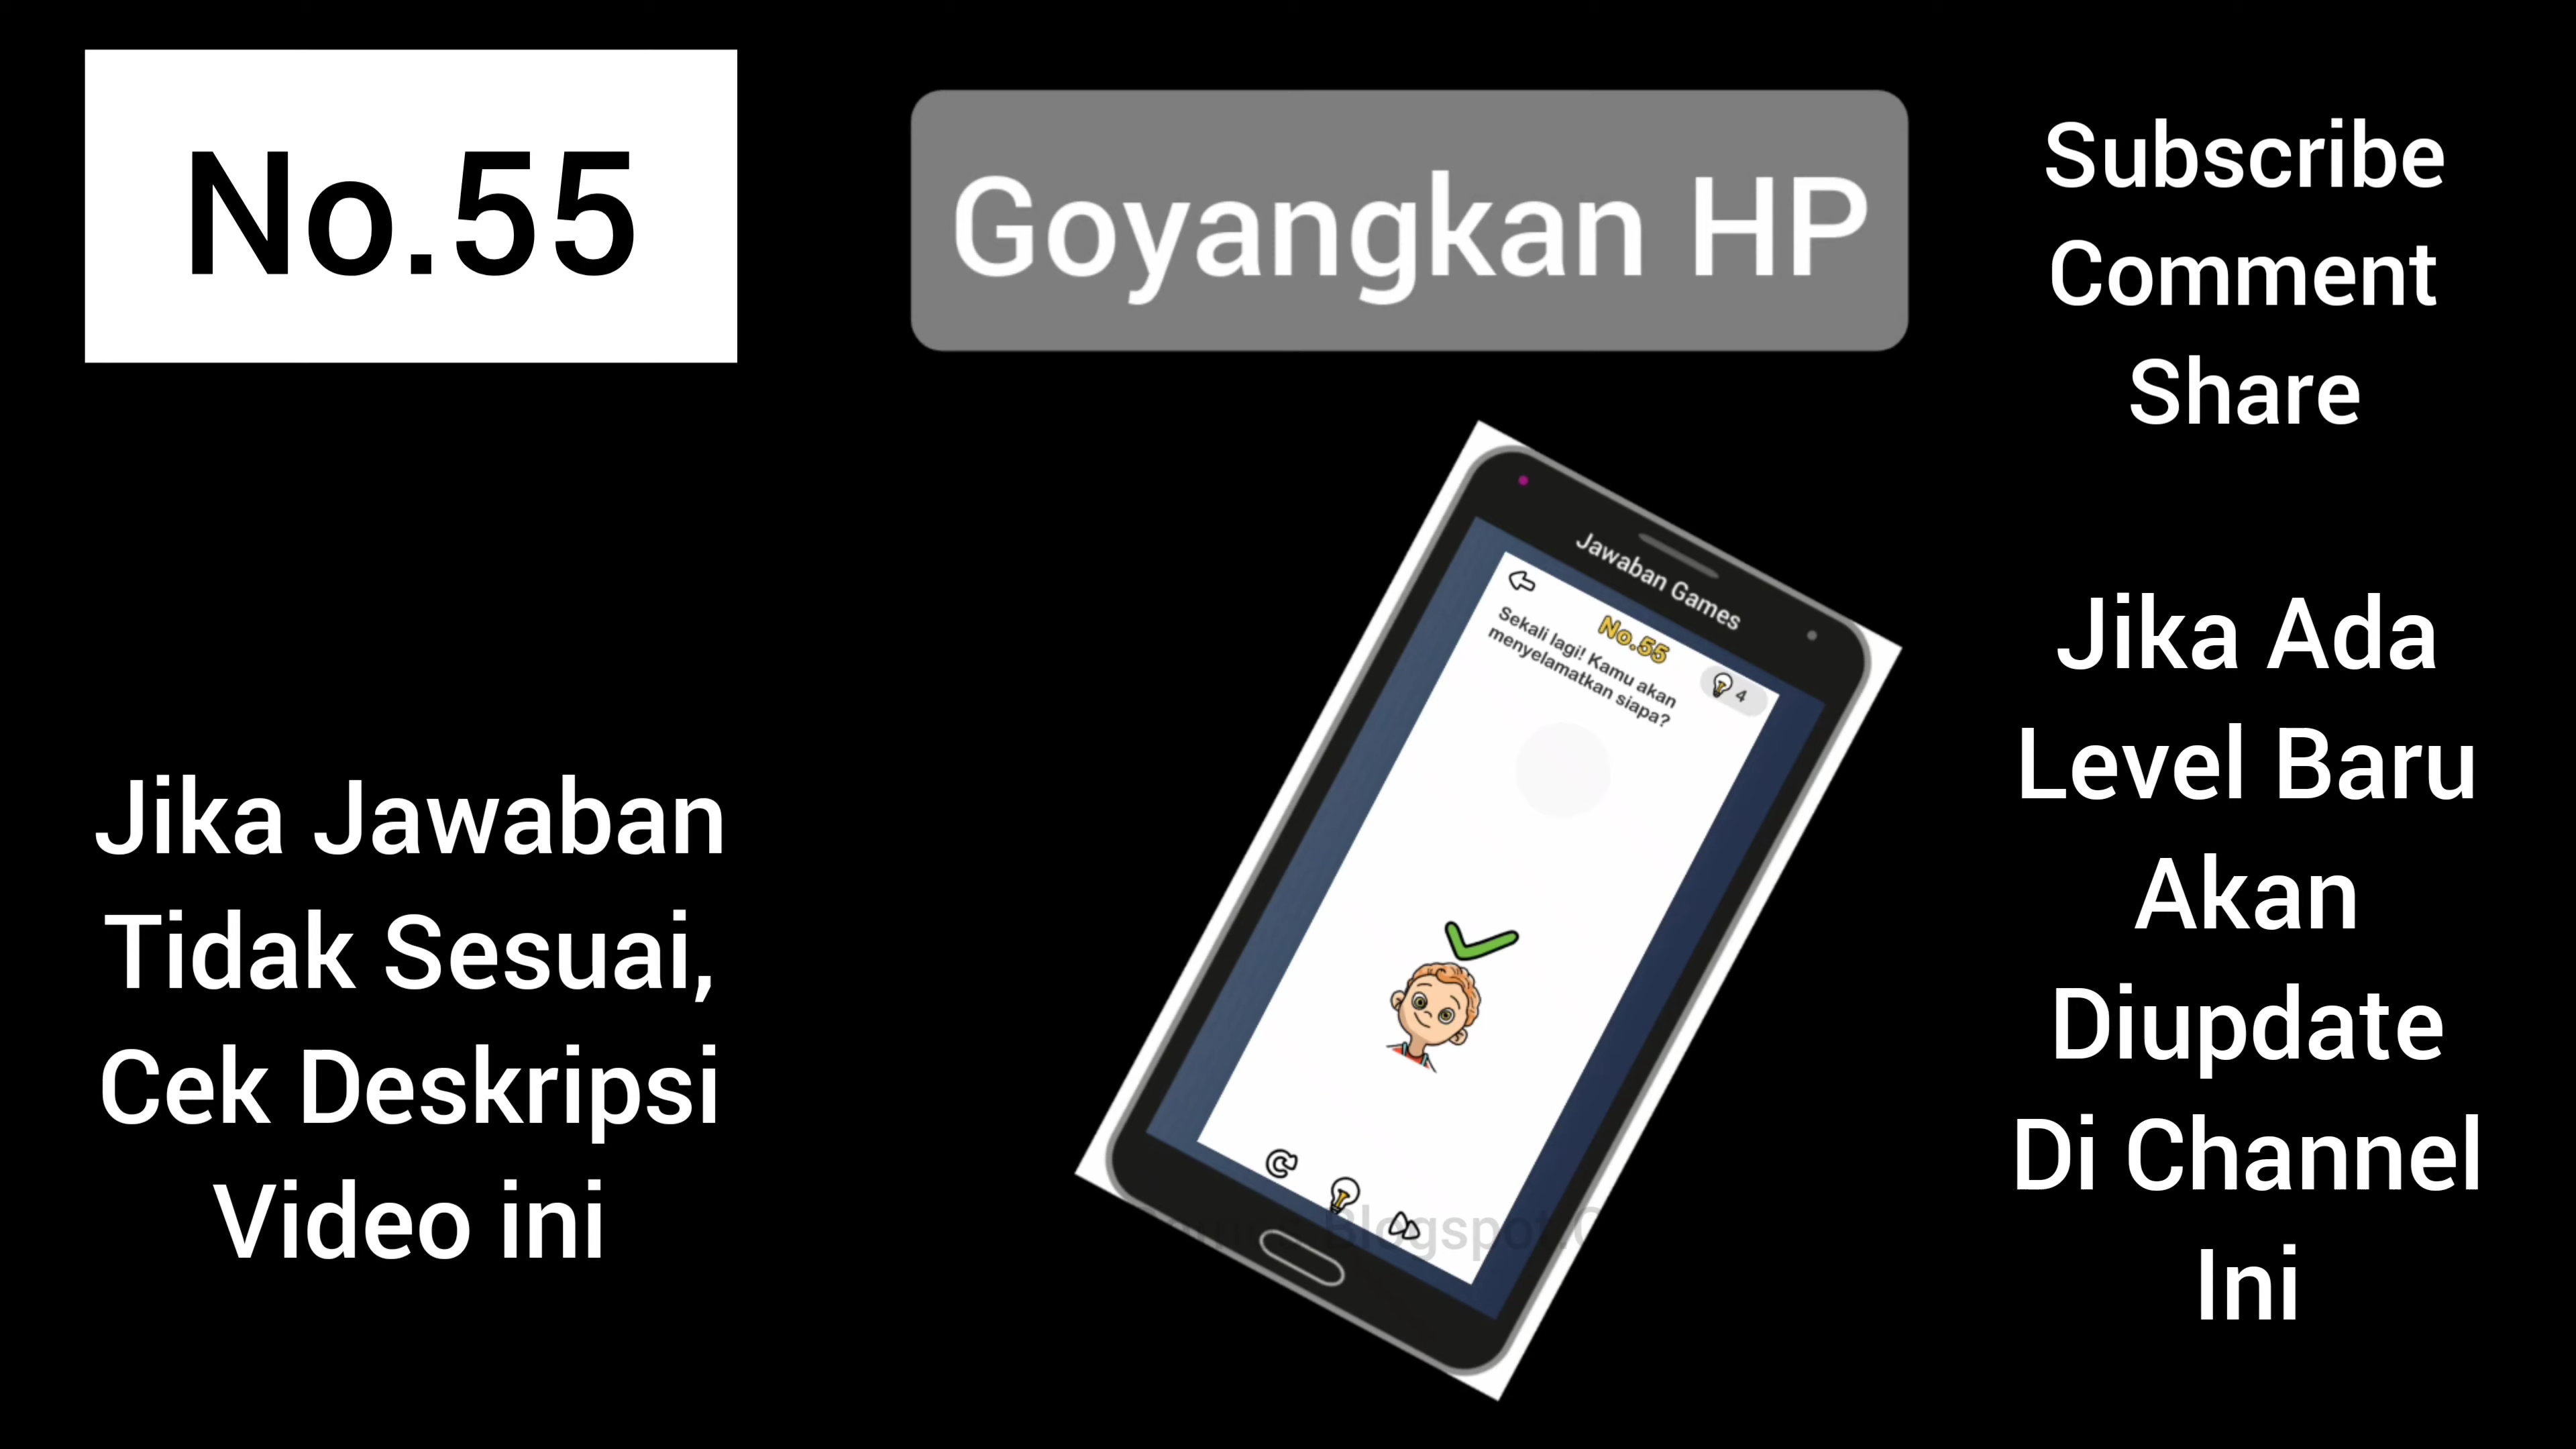 No.55
Goyangkan HP
Subscribe
Comment
Share
Jawaban Games
No.55
4
Sekali lagi! Kamu akan
menyelamatkan siapa?
Jika Jawaban
Tidak Sesuai,
Cek Deskripsi
Video ini
Jika Ada
Level Baru
Akan
Diupdate
Di Channel
Ini